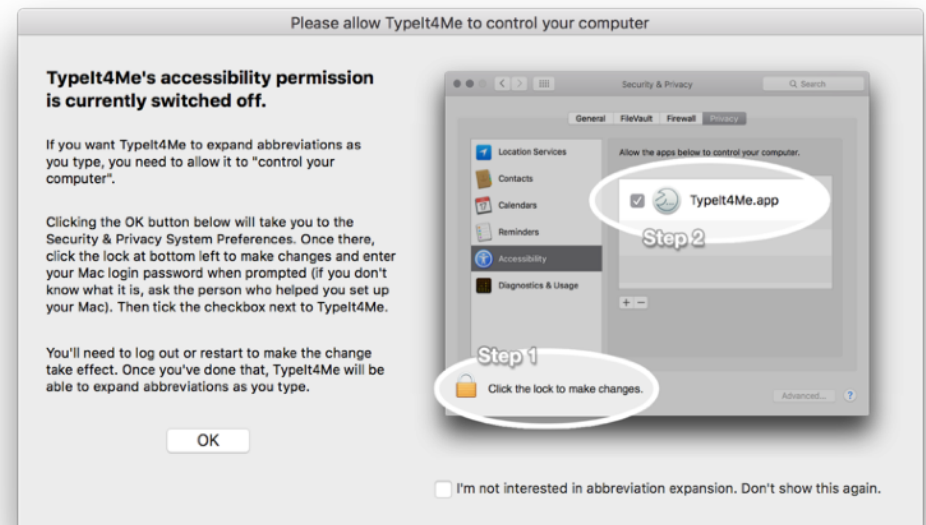 Please allow TypeIt4Me to control your computer
TypeIt4Me's accessibility permission
is currently switched off.
If you want TypeIt4Me to expand abbreviations as
you type, you need to allow it to "control your
computer".
Clicking the OK button below will take you to the
Security & Privacy System Preferences. Once there,
click the lock at bottom left to make changes and enter
your Mac login password when prompted (if you don't
know what it is, ask the person who helped you set up
your Mac). Then tick the checkbox next to TypeIt4Me.
You'll need to log out or restart to make the change
take effect. Once you've done that, TypeIt4Me will be
able to expand abbreviations as you type.
OK
Security & Privacy
Search
General FileVault Firewall Privacy
Location Services
Contacts
Calendars
17
Reminders
Accessibility
Diagnostics & Usage
Allow the apps below to control your computer.
TypeIt4Me.app
Step 2
+ −
Step 1
Click the lock to make changes.
Advanced... ?
I'm not interested in abbreviation expansion. Don't show this again.